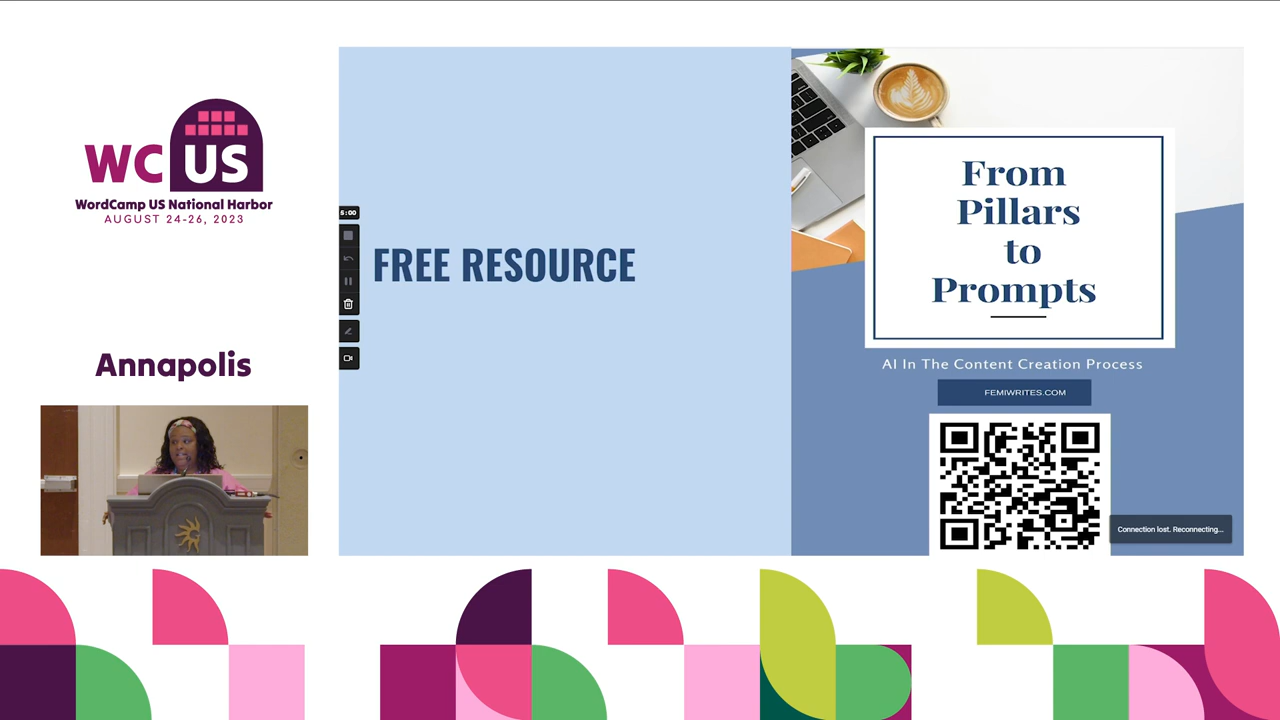 WC US
WordCamp US National Harbor
AUGUST 24-26, 2023
Annapolis
5:00
FREE RESOURCE
From
Pillars
to
Prompts
AI In The Content Creation Process
FEMIWRITES.COM
Connection lost. Reconnecting...